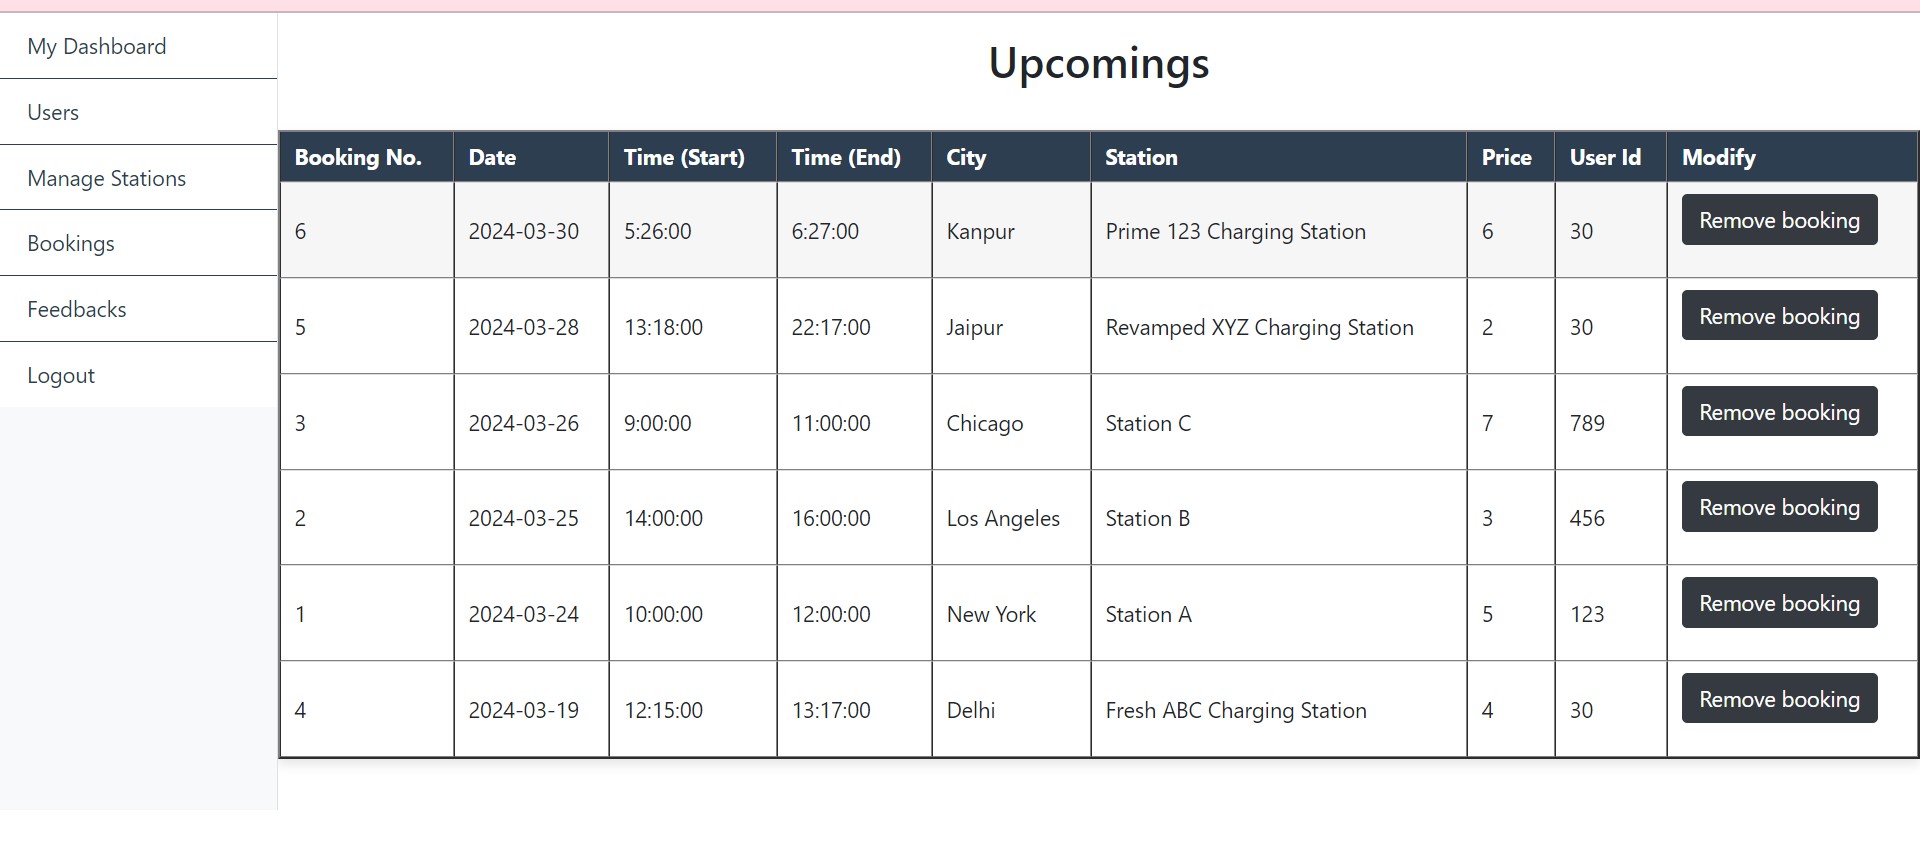 My Dashboard
Users
Manage Stations
Bookings
Feedbacks
Logout
Upcomings
Booking No. Date Time (Start) Time (End) City Station Price User Id Modify
6 2024-03-30 5:26:00 6:27:00 Kanpur Prime 123 Charging Station 6 30 Remove booking
5 2024-03-28 13:18:00 22:17:00 Jaipur Revamped XYZ Charging Station 2 30 Remove booking
3 2024-03-26 9:00:00 11:00:00 Chicago Station C 7 789 Remove booking
2 2024-03-25 14:00:00 16:00:00 Los Angeles Station B 3 456 Remove booking
1 2024-03-24 10:00:00 12:00:00 New York Station A 5 123 Remove booking
4 2024-03-19 12:15:00 13:17:00 Delhi Fresh ABC Charging Station 4 30 Remove booking